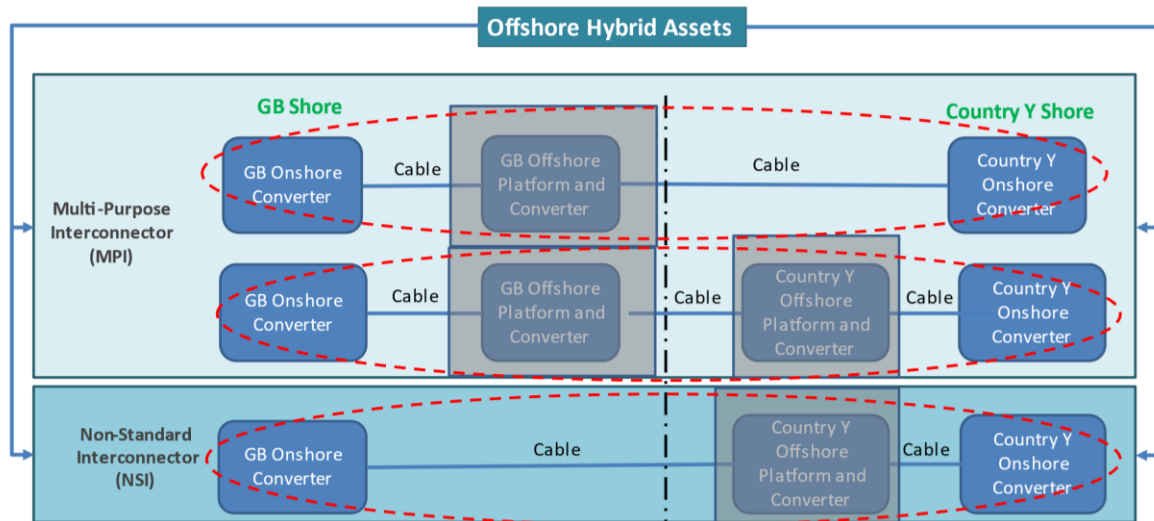 Offshore Hybrid Assets
GB Shore
Country Y Shore
Multi-Purpose
Interconnector
(MPI)
GB Onshore
Converter
Cable
GB Offshore
Platform and
Converter
Cable
Country Y
Onshore
Converter
GB Onshore
Converter
Cable
GB Offshore
Platform and
Converter
Cable
Country Y
Offshore
Platform and
Converter
Cable
Country Y
Onshore
Converter
Non-Standard
Interconnector
(NSI)
GB Onshore
Converter
Cable
Country Y
Offshore
Platform and
Converter
Cable
Country Y
Onshore
Converter